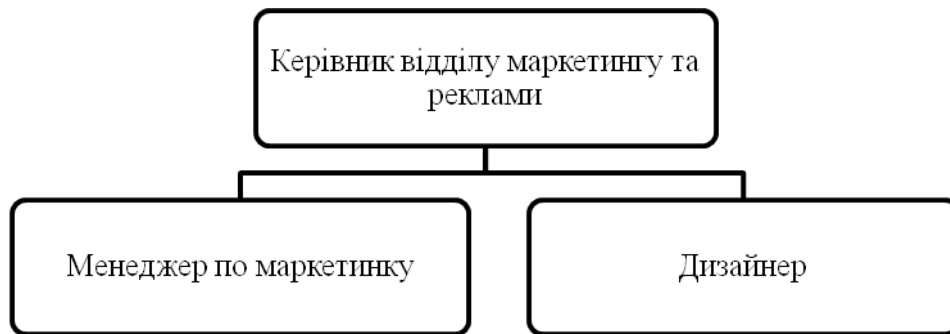 Керівник відділу маркетингу та
реклами
Менеджер по маркетинку
Дизайнер